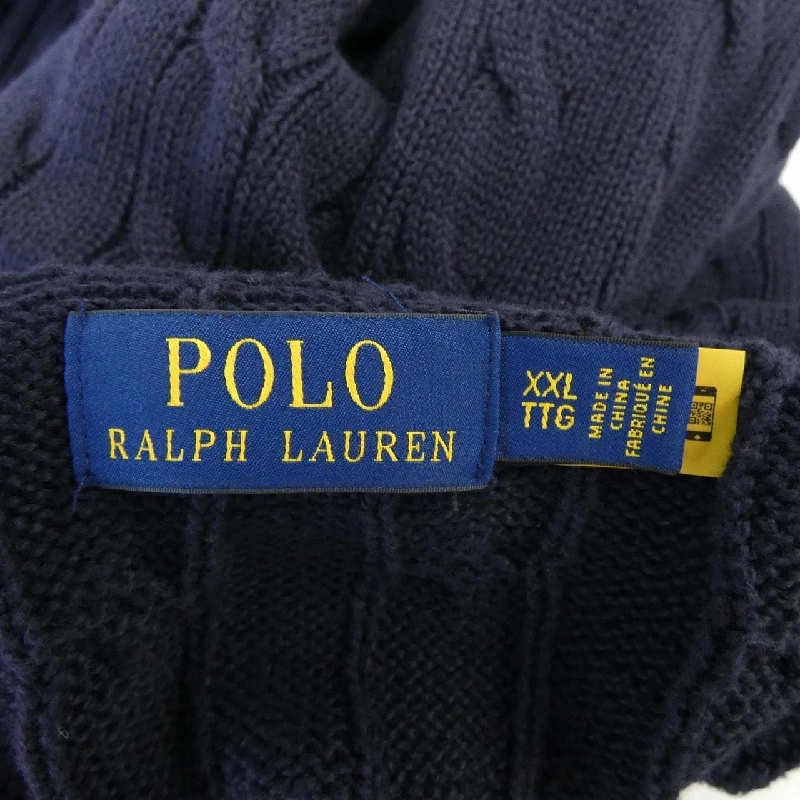 POLO
RALPH LAUREN
XXL
TTG
MADE IN
CHINA
FABRIQUÉ EN
CHINE